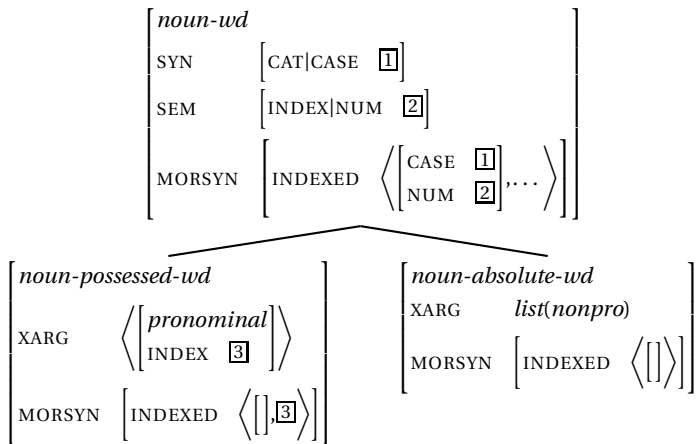 noun-wd
SYN [CAT|CASE 1]
SEM [INDEX|NUM 2]
MORSYN [INDEXED ⟨[CASE 1
NUM 2],...⟩]
noun-possessed-wd
XARG ⟨[pronominal
INDEX 3]⟩
MORSYN [INDEXED ⟨[ ],3⟩]
noun-absolute-wd
XARG list(nonpro)
MORSYN [INDEXED ⟨[ ]⟩]